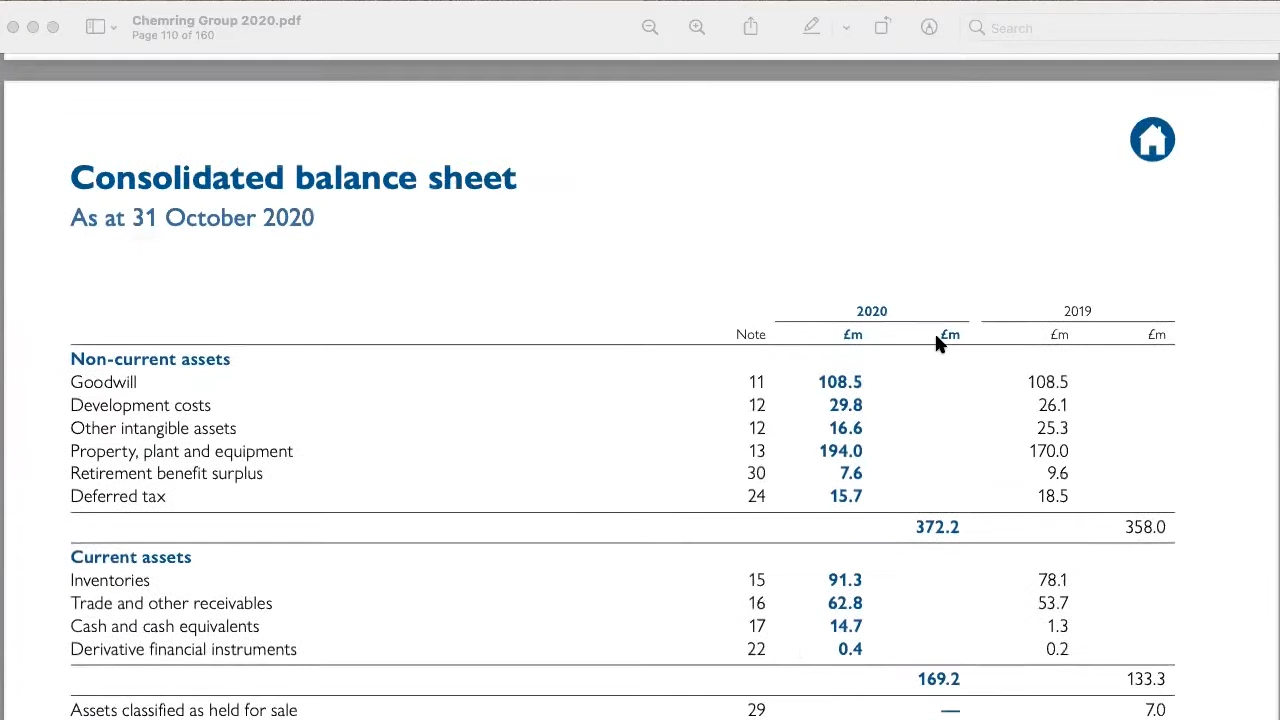 Chemring Group 2020.pdf
Page 110 of 160
Search
Consolidated balance sheet
As at 31 October 2020
2020 2019
Note £m £m £m £m
Non-current assets
Goodwill 11 108.5 108.5
Development costs 12 29.8 26.1
Other intangible assets 12 16.6 25.3
Property, plant and equipment 13 194.0 170.0
Retirement benefit surplus 30 7.6 9.6
Deferred tax 24 15.7 18.5
372.2 358.0
Current assets
Inventories 15 91.3 78.1
Trade and other receivables 16 62.8 53.7
Cash and cash equivalents 17 14.7 1.3
Derivative financial instruments 22 0.4 0.2
169.2 133.3
Assets classified as held for sale 29 — 7.0